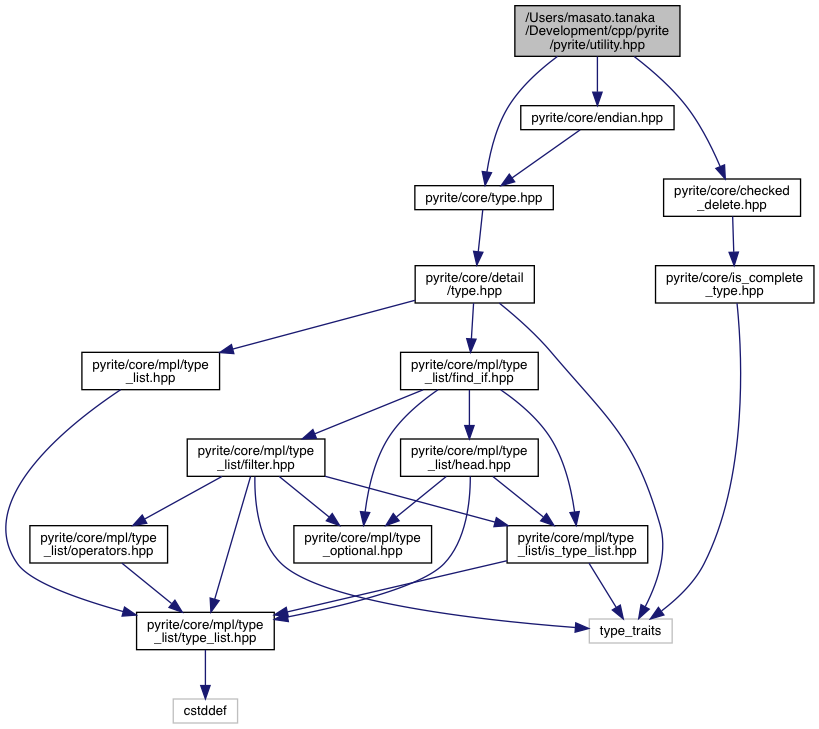 /Users/masato.tanaka
/Development/cpp/pyrite
/pyrite/utility.hpp
pyrite/core/endian.hpp
pyrite/core/type.hpp
pyrite/core/checked
_delete.hpp
pyrite/core/detail
/type.hpp
pyrite/core/is_complete
_type.hpp
pyrite/core/mpl/type
_list.hpp
pyrite/core/mpl/type
_list/find_if.hpp
pyrite/core/mpl/type
_list/filter.hpp
pyrite/core/mpl/type
_list/head.hpp
pyrite/core/mpl/type
_list/operators.hpp
pyrite/core/mpl/type
_optional.hpp
pyrite/core/mpl/type
_list/is_type_list.hpp
pyrite/core/mpl/type
_list/type_list.hpp
type_traits
cstddef